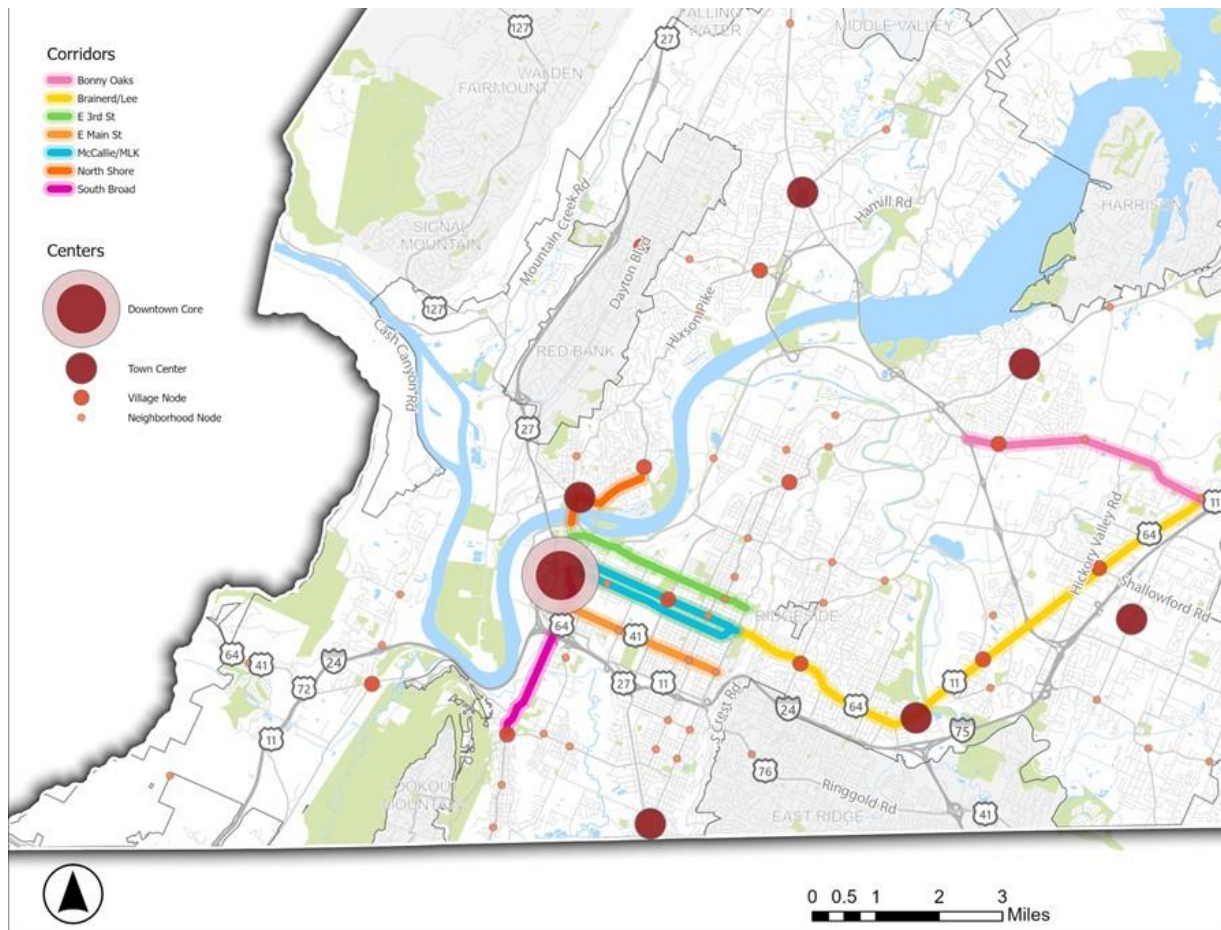 Corridors
Bonny Oaks
Brainerd/Lee
E 3rd St
E Main St
McCallie/MLK
North Shore
South Broad
Centers
Downtown Core
Town Center
Village Node
Neighborhood Node
127
27
WATER
MIDDLE VALLEY
WALDEN
FAIRMOUNT
Hamill Rd
HARRISON
SIGNAL
MOUNTAIN
Mountain Creek Rd
Dayton Blvd
127
Hixson Pike
Cash Canyon Rd
RED BANK
27
11
64
Hickory Valley Rd
Shallowford Rd
RIDGESIDE
64
41
64
41
24
72
11
27
11
S Crest Rd
24
64
11
75
76
Ringgold Rd
LOOKOUT
MOUNTAIN
EAST RIDGE
41
0 0.5 1 2 3
Miles